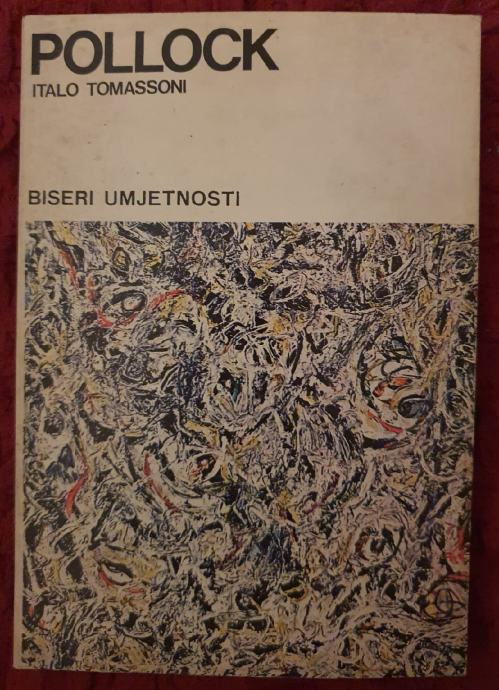 POLLOCK
ITALO TOMASSONI
BISERI UMJETNOSTI